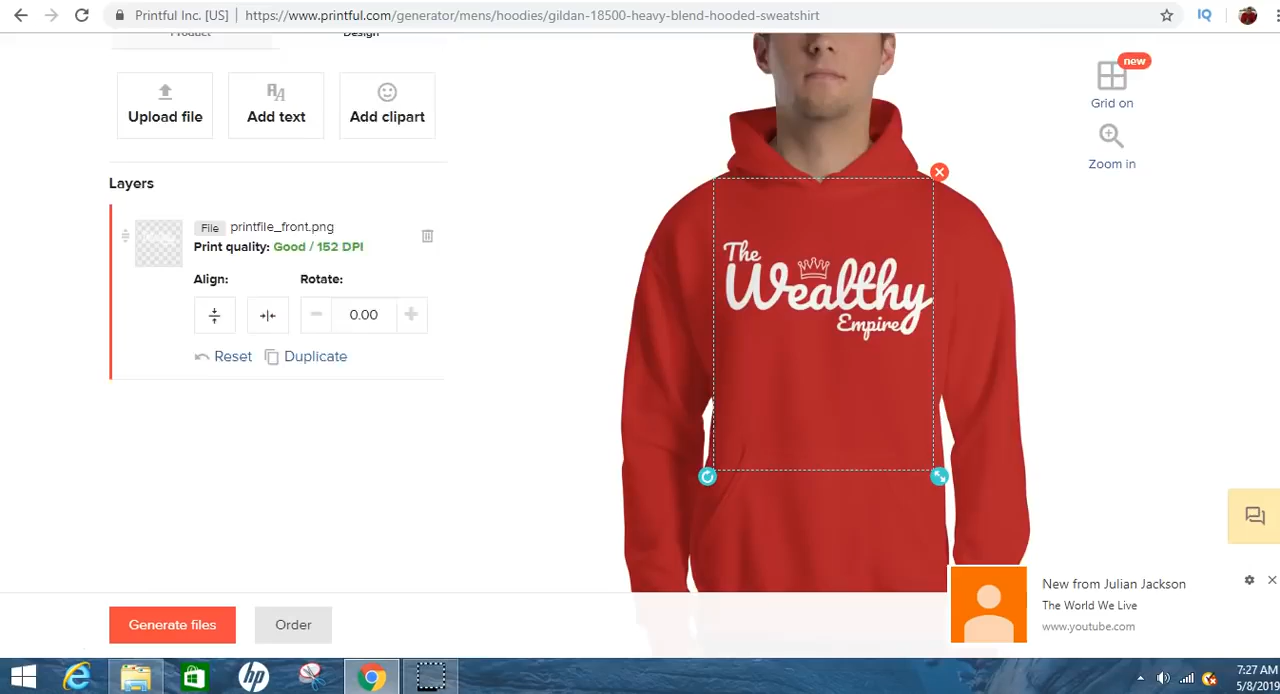 Printful Inc. [US] | https://www.printful.com/generator/mens/hoodies/gildan-18500-heavy-blend-hooded-sweatshirt
IQ
Product
Design
Upload file
Add text
Add clipart
new
Grid on
Zoom in
Layers
File printfile_front.png
Print quality: Good / 152 DPI
Align:
Rotate:
0.00
Reset
Duplicate
The
Wealthy
Empire
Generate files
Order
New from Julian Jackson
The World We Live
www.youtube.com
hp
7:27 AM
5/8/2019